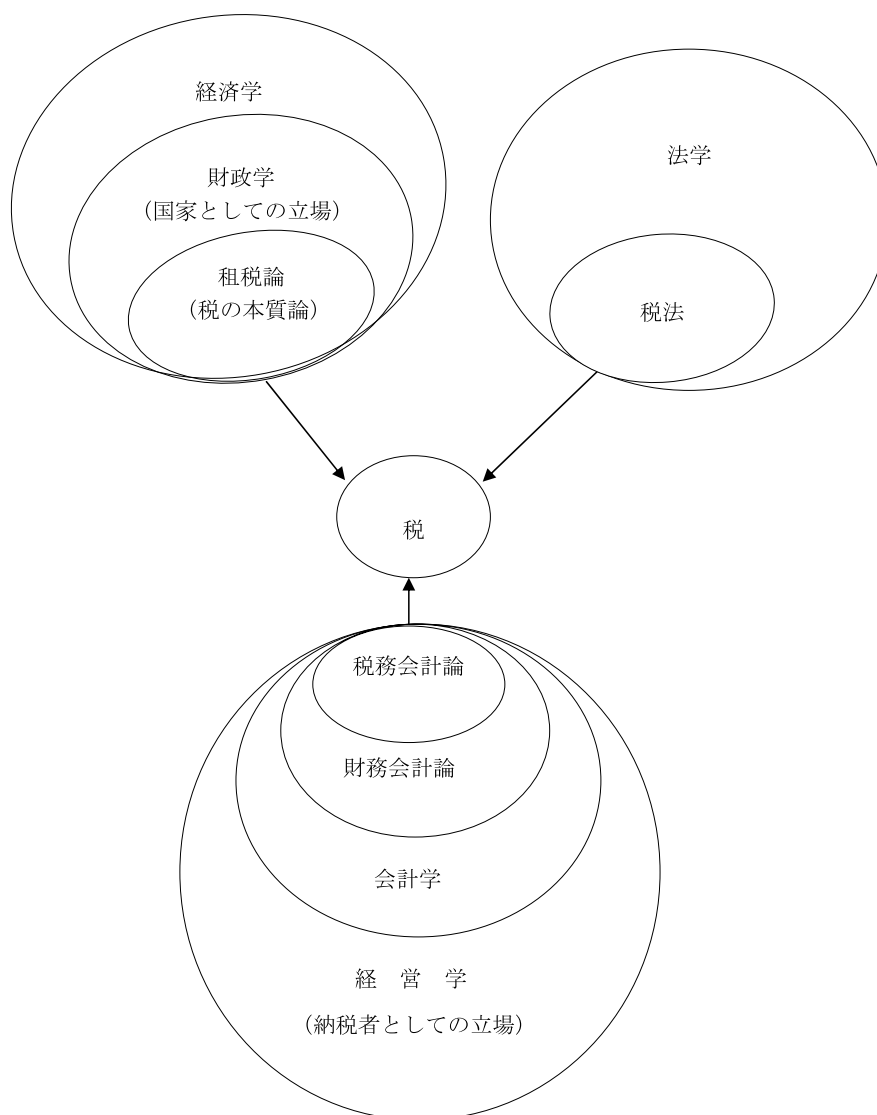 経済学
財政学
（国家としての立場）
租税論
（税の本質論）
法学
税法
税
税務会計論
財務会計論
会計学
経　営　学
（納税者としての立場）